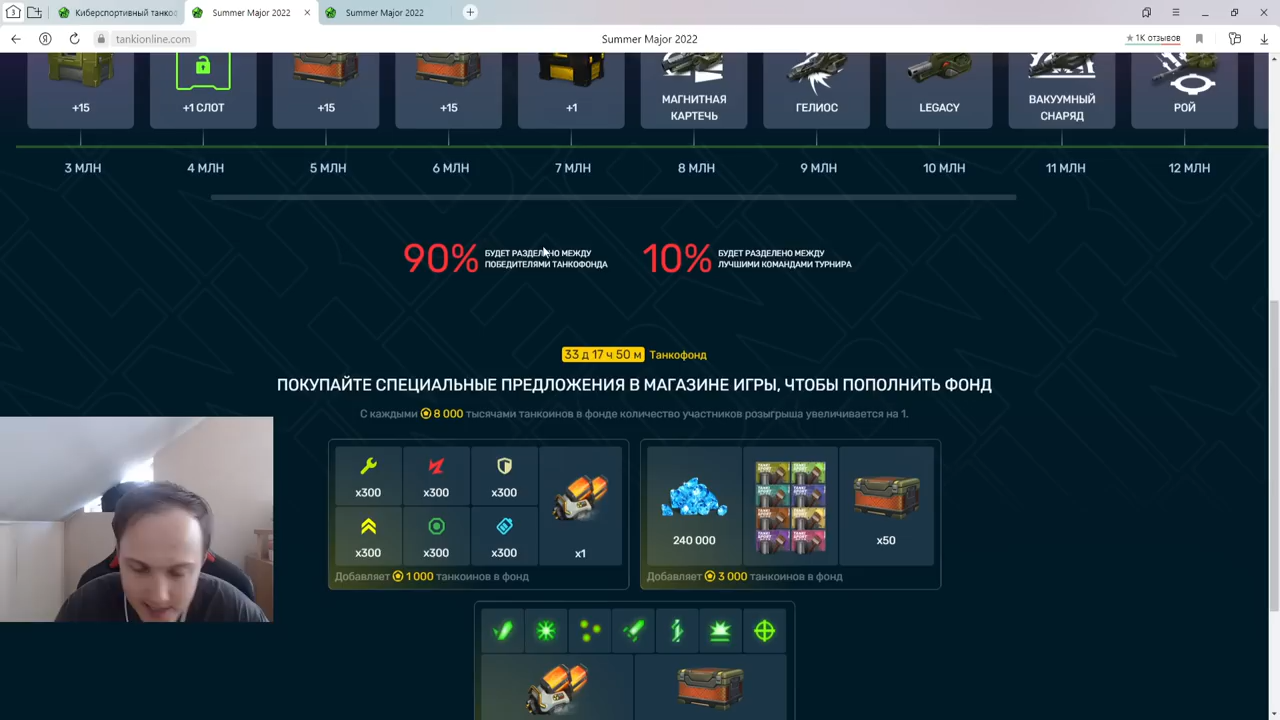 3
Киберспортивный танко
Summer Major 2022
Summer Major 2022
tankionline.com
Summer Major 2022
★ 1K отзывов
+15
+1 СЛОТ
+15
+15
+1
МАГНИТНАЯ
КАРТЕЧЬ
ГЕЛИОС
LEGACY
ВАКУУМНЫЙ
СНАРЯД
РОЙ
3 МЛН
4 МЛН
5 МЛН
6 МЛН
7 МЛН
8 МЛН
9 МЛН
10 МЛН
11 МЛН
12 МЛН
90%
БУДЕТ РАЗДЕЛЕНО МЕЖДУ
ПОБЕДИТЕЛЯМИ ТАНКОФОНДА
10%
БУДЕТ РАЗДЕЛЕНО МЕЖДУ
ЛУЧШИМИ КОМАНДАМИ ТУРНИРА
33 д 17 ч 50 м Танкофонд
ПОКУПАЙТЕ СПЕЦИАЛЬНЫЕ ПРЕДЛОЖЕНИЯ В МАГАЗИНЕ ИГРЫ, ЧТОБЫ ПОПОЛНИТЬ ФОНД
С каждыми 8 000 тысячами танкоинов в фонде количество участников розыгрыша увеличивается на 1.
x300
x300
x300
x300
x300
x300
x1
Добавляет 1 000 танкоинов в фонд
240 000
x50
Добавляет 3 000 танкоинов в фонд